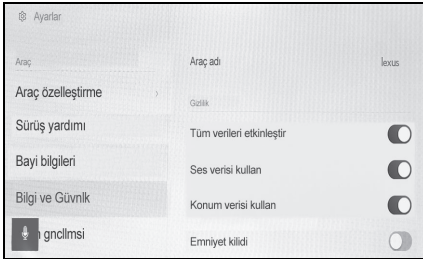 Ayarlar
Araç
Araç özelleştirme
Sürüş yardımı
Bayi bilgileri
Bilgi ve Güvnlk
gncllmsi
Araç adı
lexus
Gizlilik
Tüm verileri etkinleştir
Ses verisi kullan
Konum verisi kullan
Emniyet kilidi